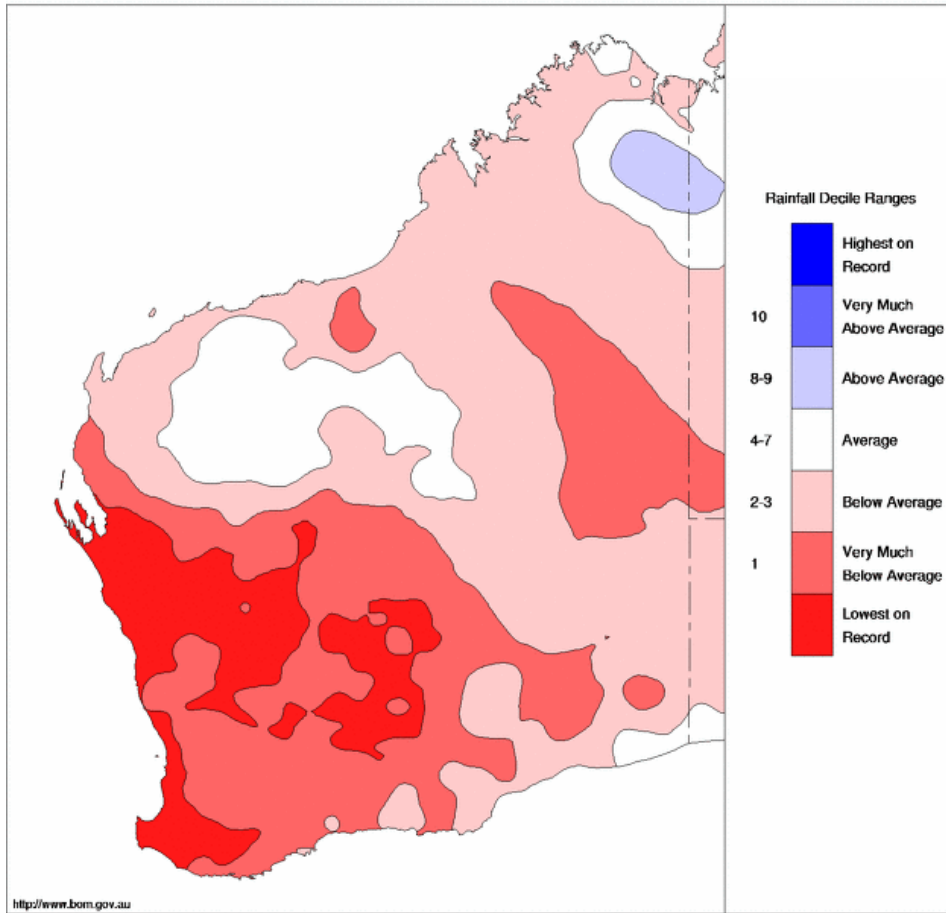 Rainfall Decile Ranges
Highest on
Record
10
Very Much
Above Average
8-9
Above Average
4-7
Average
2-3
Below Average
1
Very Much
Below Average
Lowest on
Record
http://www.bom.gov.au